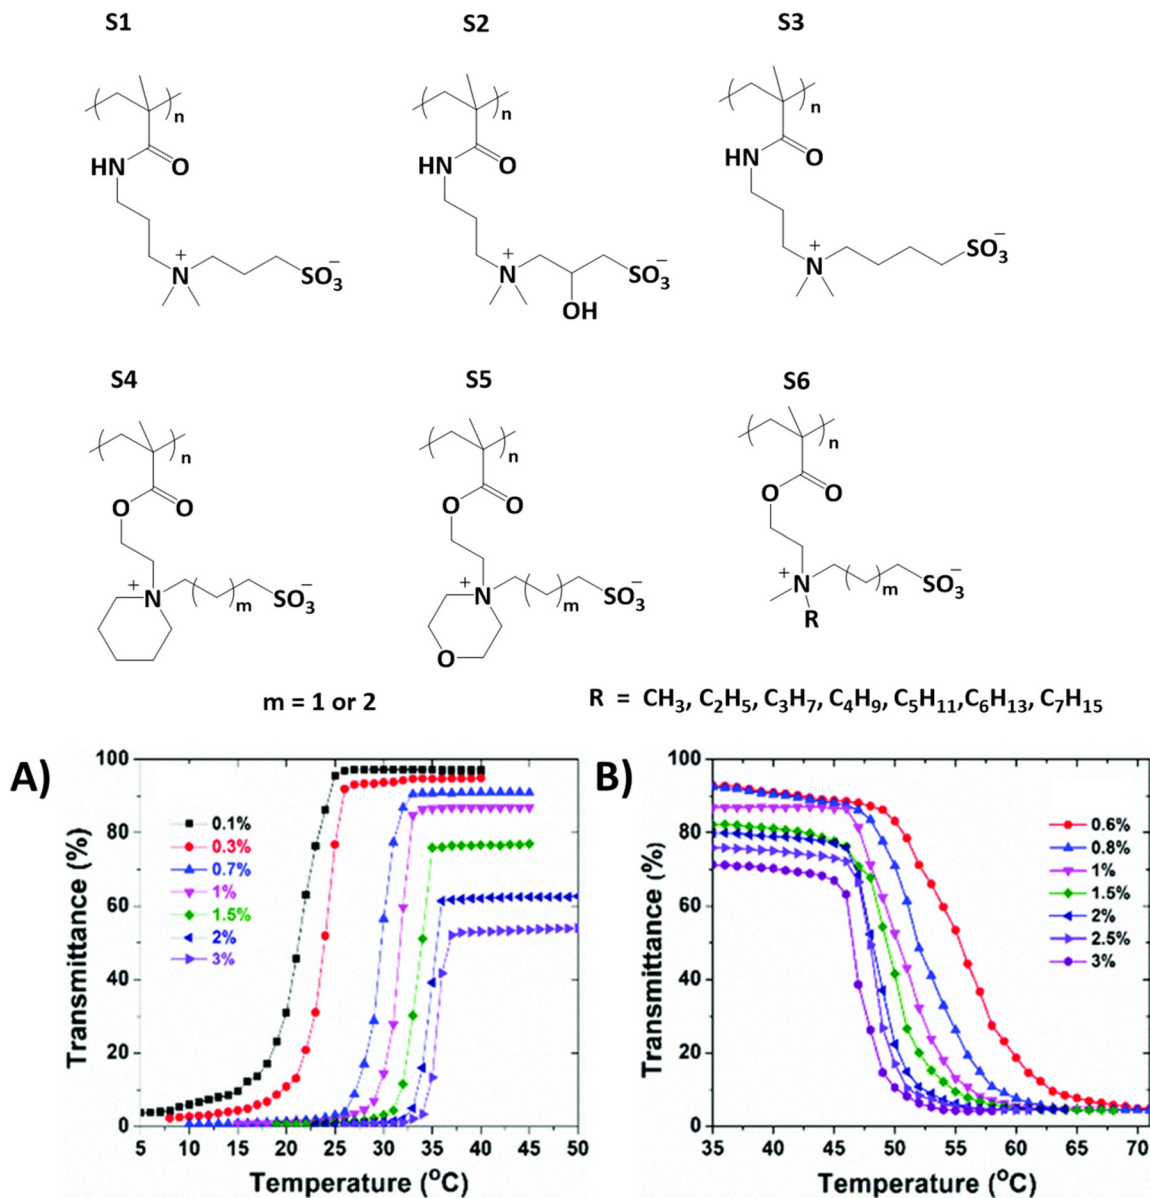 S1 S2 S3
n n n
HN O HN O HN O
+ + +
N SO3− N SO3− N SO3−
OH
S4 S5 S6
n n n
O O O O O O
+ + +
N m SO3− N m SO3− N m SO3−
O R
m = 1 or 2 R = CH3, C2H5, C3H7, C4H9, C5H11,C6H13, C7H15
A)
100
80
60
40
20
0
Transmittance (%)
0.1%
0.3%
0.7%
1%
1.5%
2%
3%
5 10 15 20 25 30 35 40 45 50
Temperature (oC)
B)
100
80
60
40
20
0
Transmittance (%)
0.6%
0.8%
1%
1.5%
2%
2.5%
3%
35 40 45 50 55 60 65 70
Temperature (oC)